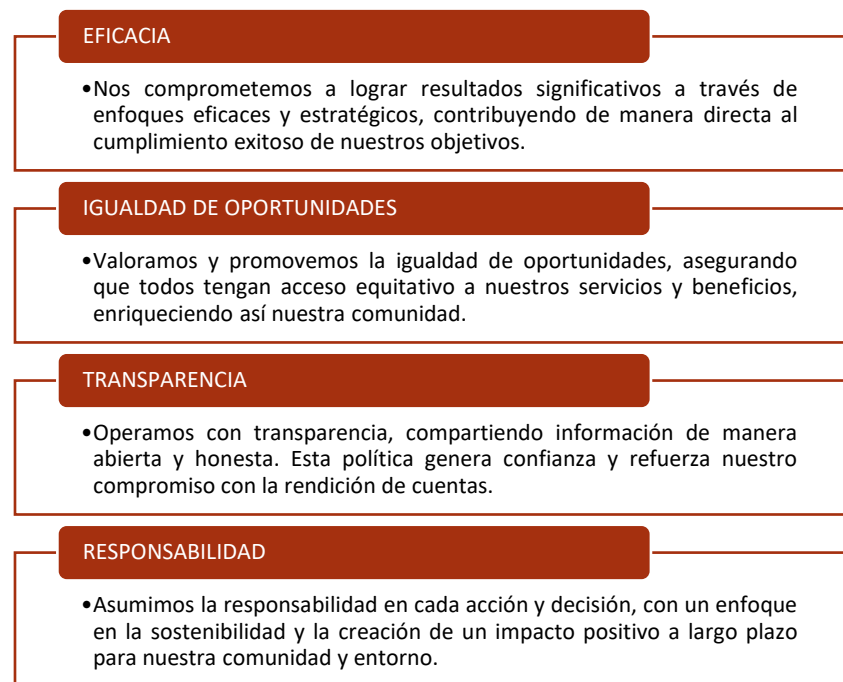 EFICACIA
•Nos comprometemos a lograr resultados significativos a través de
enfoques eficaces y estratégicos, contribuyendo de manera directa al
cumplimiento exitoso de nuestros objetivos.
IGUALDAD DE OPORTUNIDADES
•Valoramos y promovemos la igualdad de oportunidades, asegurando
que todos tengan acceso equitativo a nuestros servicios y beneficios,
enriqueciendo así nuestra comunidad.
TRANSPARENCIA
•Operamos con transparencia, compartiendo información de manera
abierta y honesta. Esta política genera confianza y refuerza nuestro
compromiso con la rendición de cuentas.
RESPONSABILIDAD
•Asumimos la responsabilidad en cada acción y decisión, con un enfoque
en la sostenibilidad y la creación de un impacto positivo a largo plazo
para nuestra comunidad y entorno.